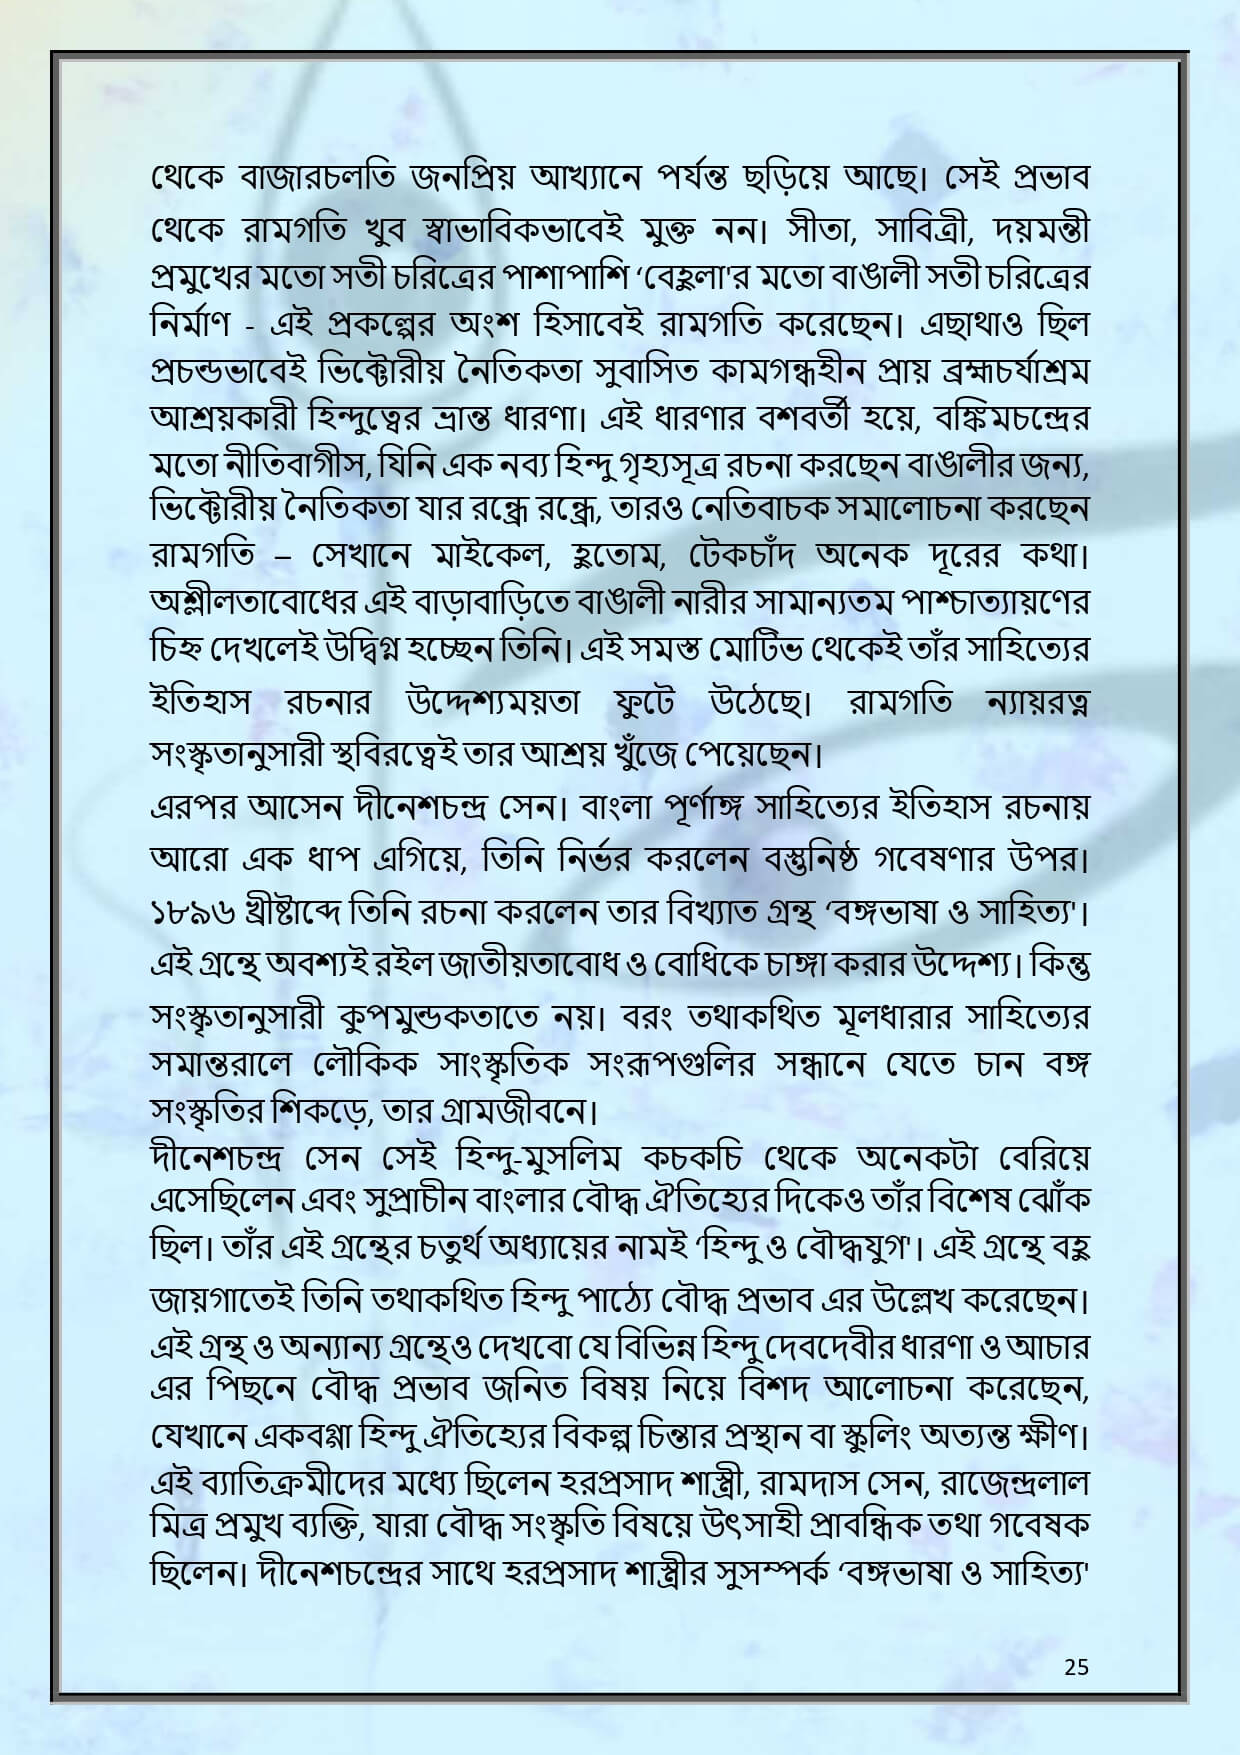 থেকে বাজারচলতি জনপ্রিয় আখ্যানে পর্যন্ত ছড়িয়ে আছে। সেই প্রভাব
থেকে রামগতি খুব স্বাভাবিকভাবেই মুক্ত নন। সীতা, সাবিত্রী, দয়মন্তী
প্রমুখের মতো সতী চরিত্রের পাশাপাশি ‘বেহুলা'র মতো বাঙালী সতী চরিত্রের
নির্মাণ - এই প্রকল্পের অংশ হিসাবেই রামগতি করেছেন। এছাথাও ছিল
প্রচন্ডভাবেই ভিক্টোরীয় নৈতিকতা সুবাসিত কামগন্ধহীন প্রায় ব্রহ্মচর্যাশ্রম
আশ্রয়কারী হিন্দুত্বের ভ্রান্ত ধারণা। এই ধারণার বশবর্তী হয়ে, বঙ্কিমচন্দ্রের
মতো নীতিবাগীস, যিনি এক নব্য হিন্দু গৃহ্যসূত্র রচনা করছেন বাঙালীর জন্য,
ভিক্টোরীয় নৈতিকতা যার রন্ধ্রে রন্ধ্রে, তারও নেতিবাচক সমালোচনা করছেন
রামগতি – সেখানে মাইকেল, হুতোম, টেকচাঁদ অনেক দূরের কথা।
অশ্লীলতাবোধের এই বাড়াবাড়িতে বাঙালী নারীর সামান্যতম পাশ্চাত্যায়ণের
চিহ্ন দেখলেই উদ্বিগ্ন হচ্ছেন তিনি। এই সমস্ত মোটিভ থেকেই তাঁর সাহিত্যের
ইতিহাস রচনার উদ্দেশ্যময়তা ফুটে উঠেছে। রামগতি ন্যায়রত্ন
সংস্কৃতানুসারী স্থবিরত্বেই তার আশ্রয় খুঁজে পেয়েছেন।
এরপর আসেন দীনেশচন্দ্র সেন। বাংলা পূর্ণাঙ্গ সাহিত্যের ইতিহাস রচনায়
আরো এক ধাপ এগিয়ে, তিনি নির্ভর করলেন বস্তুনিষ্ঠ গবেষণার উপর।
১৮৯৬ খ্রীষ্টাব্দে তিনি রচনা করলেন তার বিখ্যাত গ্রন্থ ‘বঙ্গভাষা ও সাহিত্য'।
এই গ্রন্থে অবশ্যই রইল জাতীয়তাবোধ ও বোধিকে চাঙ্গা করার উদ্দেশ্য। কিন্তু
সংস্কৃতানুসারী কুপমুন্ডকতাতে নয়। বরং তথাকথিত মূলধারার সাহিত্যের
সমান্তরালে লৌকিক সাংস্কৃতিক সংরূপগুলির সন্ধানে যেতে চান বঙ্গ
সংস্কৃতির শিকড়ে, তার গ্রামজীবনে।
দীনেশচন্দ্র সেন সেই হিন্দু-মুসলিম কচকচি থেকে অনেকটা বেরিয়ে
এসেছিলেন এবং সুপ্রাচীন বাংলার বৌদ্ধ ঐতিহ্যের দিকেও তাঁর বিশেষ ঝোঁক
ছিল। তাঁর এই গ্রন্থের চতুর্থ অধ্যায়ের নামই ‘হিন্দু ও বৌদ্ধযুগ'। এই গ্রন্থে বহু
জায়গাতেই তিনি তথাকথিত হিন্দু পাঠ্যে বৌদ্ধ প্রভাব এর উল্লেখ করেছেন।
এই গ্রন্থ ও অন্যান্য গ্রন্থেও দেখবো যে বিভিন্ন হিন্দু দেবদেবীর ধারণা ও আচার
এর পিছনে বৌদ্ধ প্রভাব জনিত বিষয় নিয়ে বিশদ আলোচনা করেছেন,
যেখানে একবগ্গা হিন্দু ঐতিহ্যের বিকল্প চিন্তার প্রস্থান বা স্কুলিং অত্যন্ত ক্ষীণ।
এই ব্যাতিক্রমীদের মধ্যে ছিলেন হরপ্রসাদ শাস্ত্রী, রামদাস সেন, রাজেন্দ্রলাল
মিত্র প্রমুখ ব্যক্তি, যারা বৌদ্ধ সংস্কৃতি বিষয়ে উৎসাহী প্রাবন্ধিক তথা গবেষক
ছিলেন। দীনেশচন্দ্রের সাথে হরপ্রসাদ শাস্ত্রীর সুসম্পর্ক ‘বঙ্গভাষা ও সাহিত্য'
25